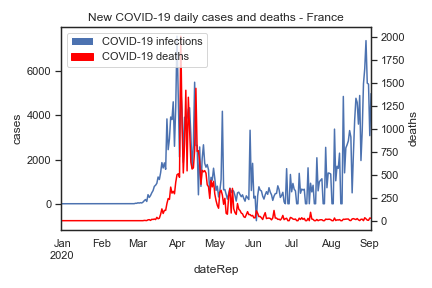 New COVID-19 daily cases and deaths - France
COVID-19 infections
COVID-19 deaths
cases
6000
4000
2000
0
deaths
2000
1750
1500
1250
1000
750
500
250
0
Jan
2020
Feb
Mar
Apr
May
Jun
Jul
Aug
Sep
dateRep